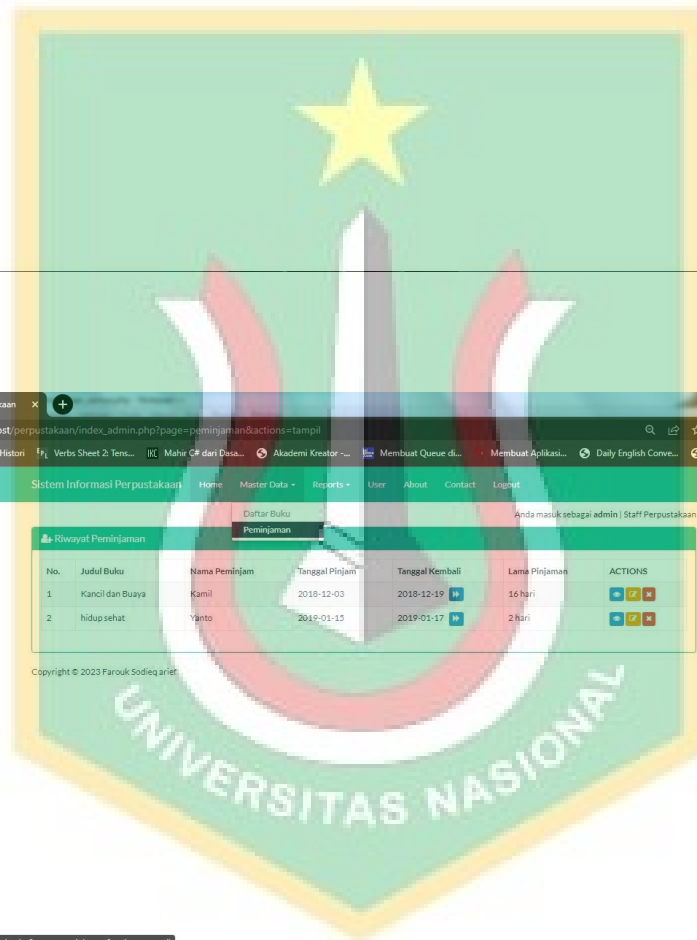 kaan × +
ost/perpustakaan/index_admin.php?page=peminjaman&actions=tampil
Histori Verbs Sheet 2: Tens... Mahir C# dari Dasa... Akademi Kreator -... Membuat Queue di... Membuat Aplikasi... Daily English Conve...
Sistem Informasi Perpustakaan Home Master Data Reports User About Contact Logout
Daftar Buku
Peminjaman
Anda masuk sebagai admin | Staff Perpustakaan
Riwayat Peminjaman
No. Judul Buku Nama Peminjam Tanggal Pinjam Tanggal Kembali Lama Pinjaman ACTIONS
1 Kancil dan Buaya Kamil 2018-12-03 2018-12-19 16 hari
2 hidup sehat Yanto 2019-01-15 2019-01-17 2 hari
Copyright © 2023 Farouk Sodieq arief
UNIVERSITAS NASIONAL